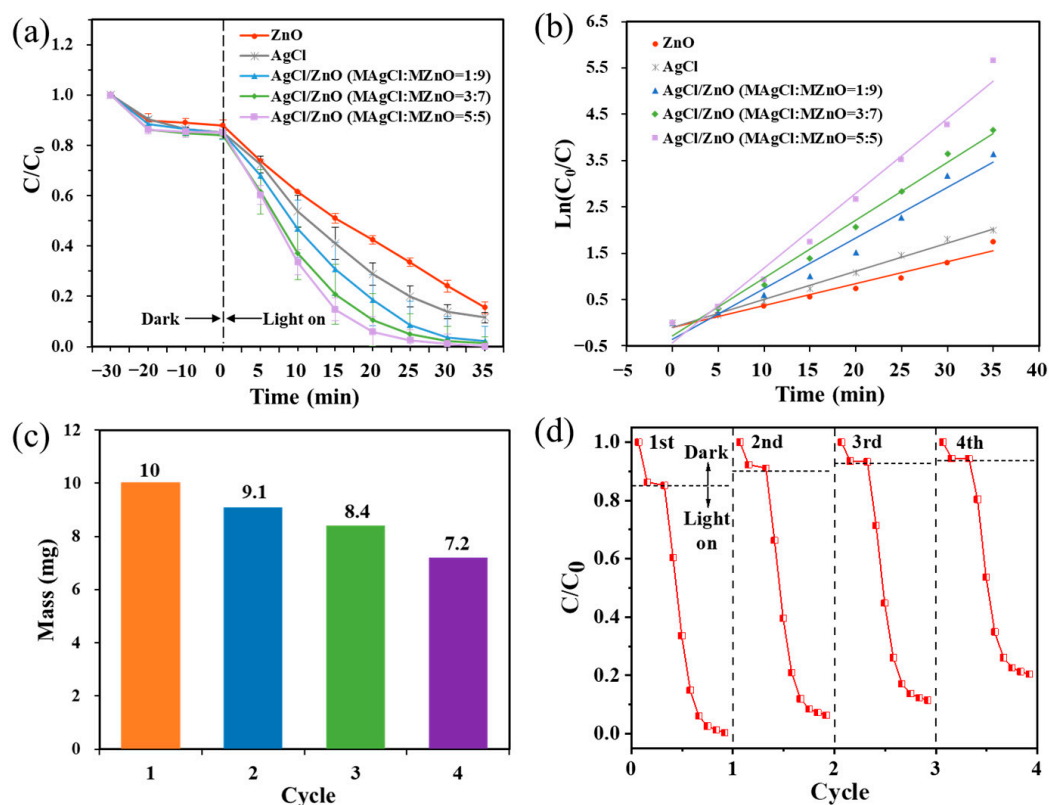 (a)
ZnO
AgCl
AgCl/ZnO (MAgCl:MZnO=1:9)
AgCl/ZnO (MAgCl:MZnO=3:7)
AgCl/ZnO (MAgCl:MZnO=5:5)
1.2
1.0
0.8
0.6
0.4
0.2
0.0
C/C0
Dark
Light on
−30 −20 −10 0 5 10 15 20 25 30 35
Time (min)
(b)
ZnO
AgCl
AgCl/ZnO (MAgCl:MZnO=1:9)
AgCl/ZnO (MAgCl:MZnO=3:7)
AgCl/ZnO (MAgCl:MZnO=5:5)
6.5
5.5
4.5
3.5
2.5
1.5
0.5
−0.5
Ln(C0/C)
−5 0 5 10 15 20 25 30 35 40
Time (min)
(c)
12
10
8
6
4
2
0
Mass (mg)
10
9.1
8.4
7.2
1 2 3 4
Cycle
(d)
1.0
0.8
0.6
0.4
0.2
0.0
C/C0
1st
2nd
3rd
4th
Dark
Light
on
0 1 2 3 4
Cycle